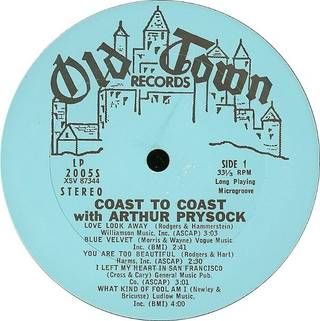 Old Town
RECORDS
LP
2005S
XSV 87344
STEREO
SIDE 1
33⅓ RPM
Long Playing
Microgroove
COAST TO COAST
with ARTHUR PRYSOCK
LOVE LOOK AWAY (Rodgers & Hammerstein)
Williamson Music, Inc. (ASCAP) 3:03
BLUE VELVET (Morris & Wayne) Vogue Music
Inc. (BMI) 2:41
YOU ARE TOO BEAUTIFUL (Rodgers & Hart)
Harms, Inc. (ASCAP) 2:30
I LEFT MY HEART IN SAN FRANCISCO
(Cross & Cary) General Music Pub.
Co. (ASCAP) 3:01
WHAT KIND OF FOOL AM I (Newley &
Bricusse) Ludlow Music,
Inc. (BMI) 4:00